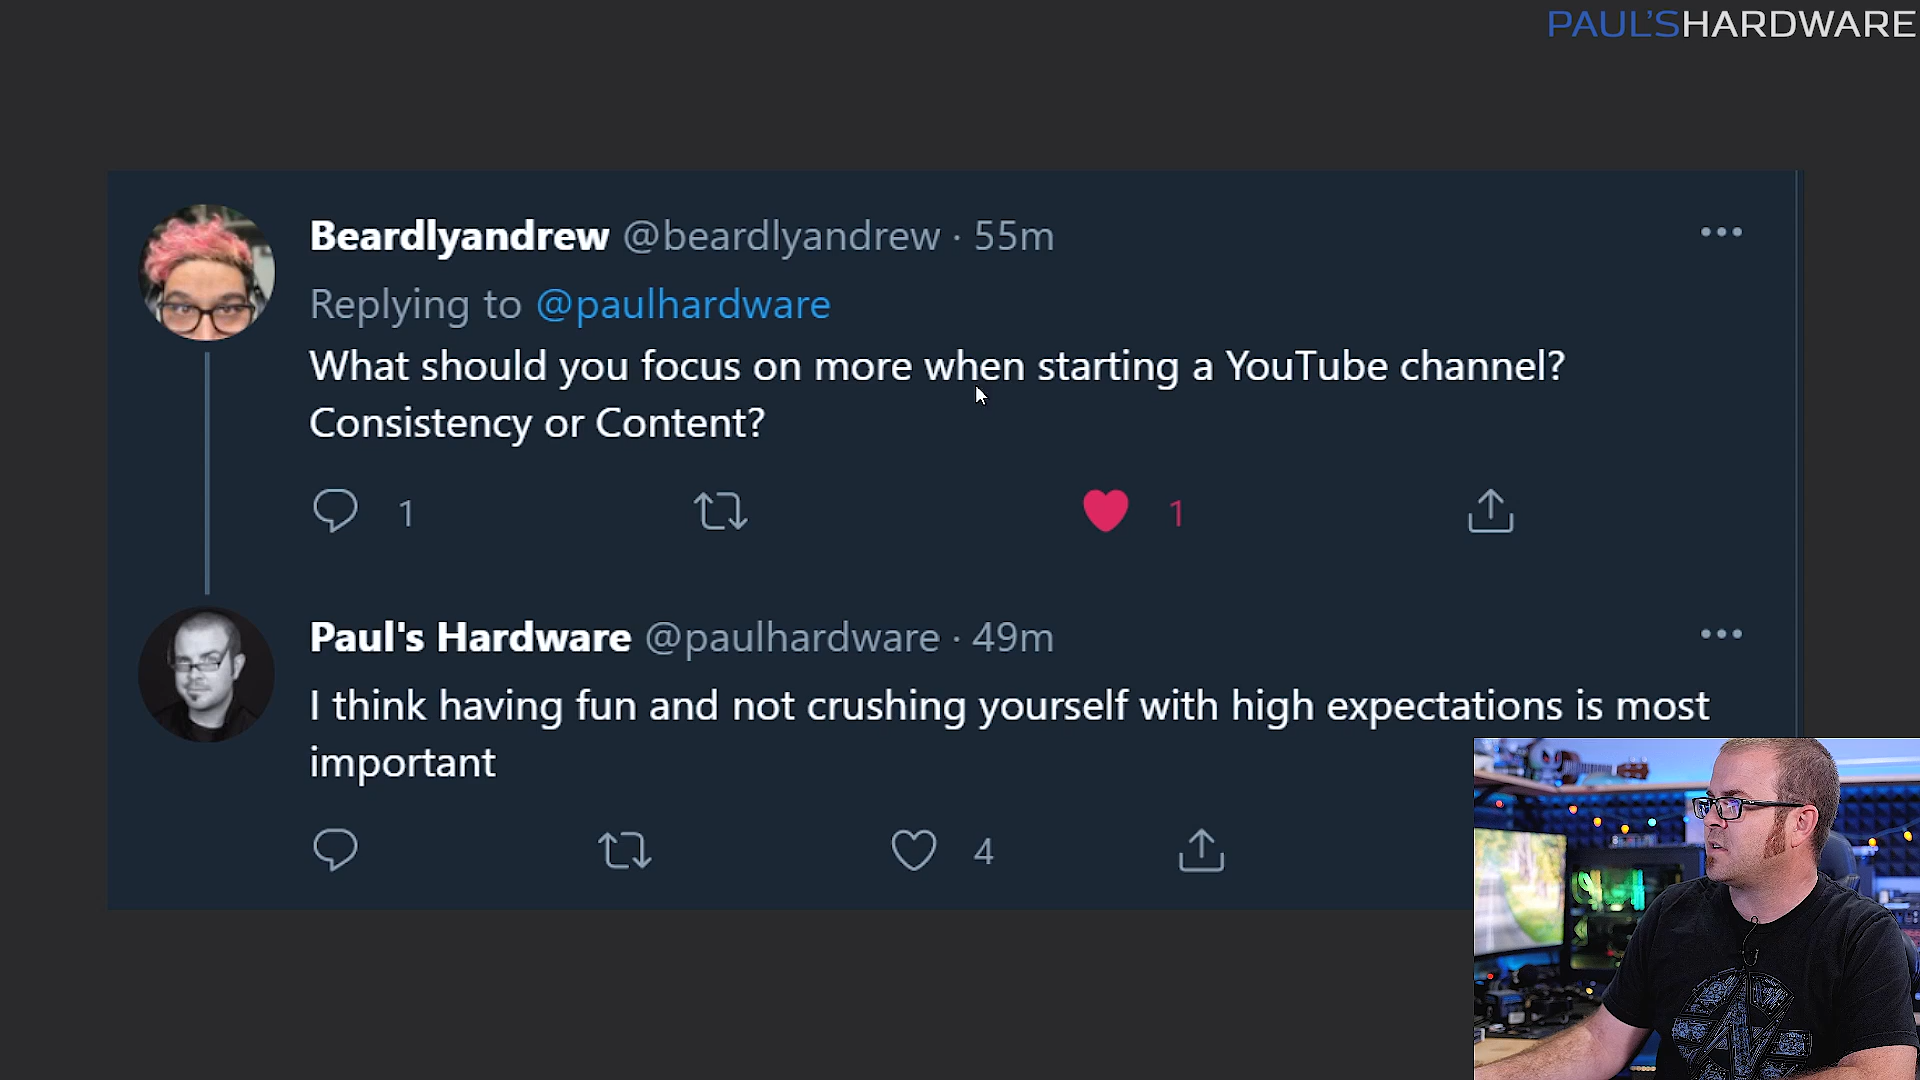 PAUL'SHARDWARE
Beardlyandrew @beardlyandrew · 55m
Replying to @paulhardware
What should you focus on more when starting a YouTube channel?
Consistency or Content?
1
1
Paul's Hardware @paulhardware · 49m
I think having fun and not crushing yourself with high expectations is most
important
4